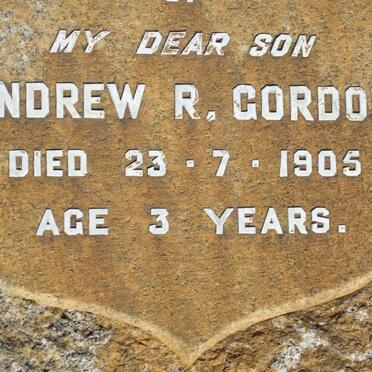 MY DEAR SON
NDREW R. GORDO
DIED 23 · 7 · 1905
AGE 3 YEARS.